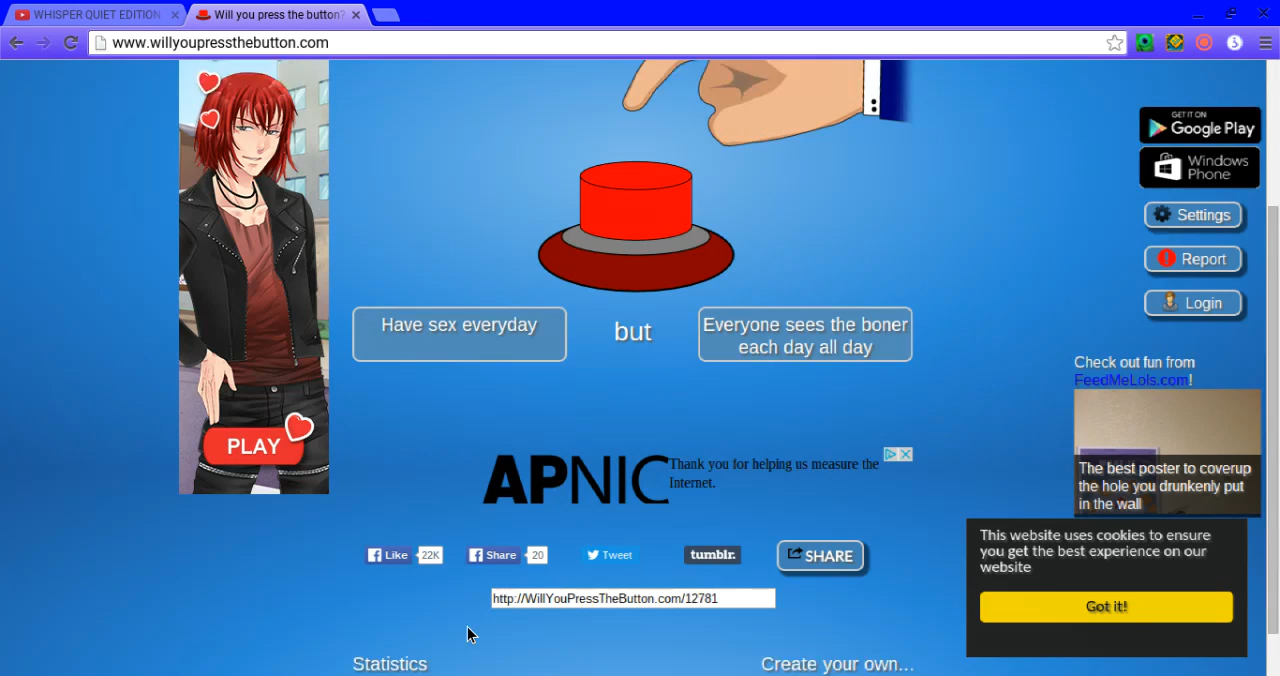 WHISPER QUIET EDITION
Will you press the button?
www.willyoupressthebutton.com
GET IT ON
Google Play
Windows
Phone
Settings
Report
Login
Have sex everyday
but
Everyone sees the boner
each day all day
Check out fun from
FeedMeLols.com!
PLAY
APNIC
Thank you for helping us measure the
Internet.
The best poster to coverup
the hole you drunkenly put
in the wall
This website uses cookies to ensure
you get the best experience on our
website
Got it!
Like 22K
Share 20
Tweet
tumblr.
SHARE
http://WillYouPressTheButton.com/12781
Statistics
Create your own...